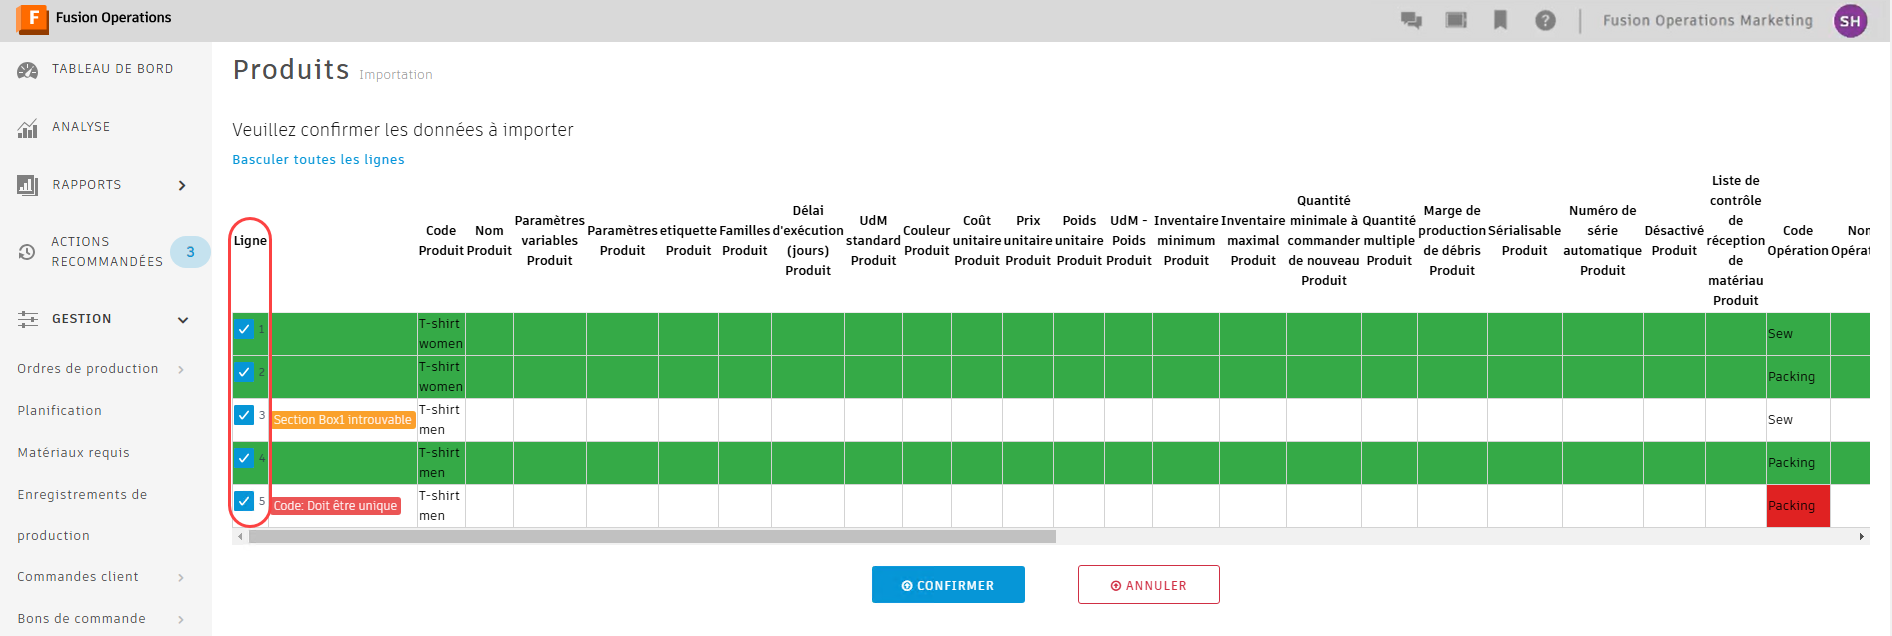 F Fusion Operations
Fusion Operations Marketing
SH
TABLEAU DE BORD
ANALYSE
RAPPORTS
ACTIONS
RECOMMANDÉES
3
GESTION
Ordres de production
Planification
Matériaux requis
Enregistrements de
production
Commandes client
Bons de commande
Produits Importation
Veuillez confirmer les données à importer
Basculer toutes les lignes
Ligne
Code
Produit
Nom
Produit
Paramètres
variables
Produit
Paramètres
Produit
etiquette
Produit
Familles
Produit
Délai
d'exécution
(jours)
Produit
UdM
standard
Produit
Couleur
Produit
Coût
unitaire
Produit
Prix
unitaire
Produit
Poids
unitaire
Produit
UdM -
Poids
Produit
Inventaire
minimum
Produit
Inventaire
maximal
Produit
Quantité
minimale à
commander
de nouveau
Produit
Quantité
multiple
Produit
Marge de
production
de débris
Produit
Sérialisable
Produit
Numéro de
série
automatique
Produit
Désactivé
Produit
Liste de
contrôle
de
réception
de
matériau
Produit
Code
Opération
Nom
Opérat
1
T-shirt
women
Sew
2
T-shirt
women
Packing
3
Section Box1 introuvable
T-shirt
men
Sew
4
T-shirt
men
Packing
5
Code: Doit être unique
T-shirt
men
Packing
CONFIRMER
ANNULER